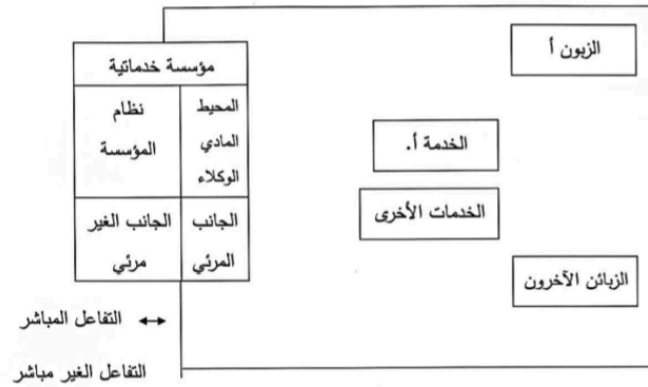 الزبون أ
مؤسسة خدماتية
المحيط
المادي
الوكلاء
نظام
المؤسسة
الخدمة أ.
الخدمات الأخرى
الجانب
المرئي
الجانب الغير
مرئي
الزبائن الآخرون
التفاعل المباشر
التفاعل الغير مباشر